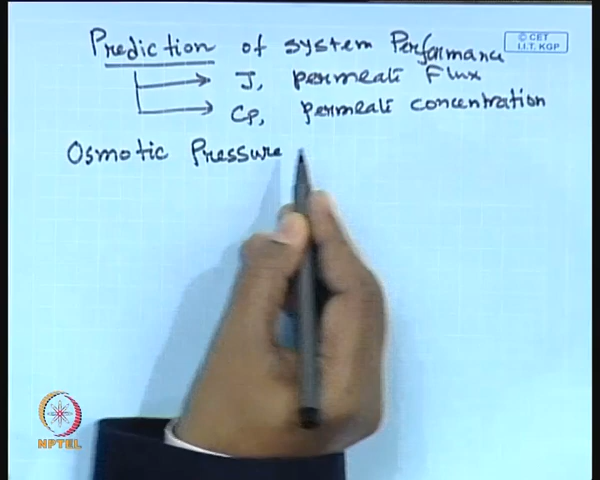 Prediction of system Performance
© CET
I.I.T. KGP
J, permeate Flux
Cp, permeate concentration
Osmotic Pressure
NPTEL